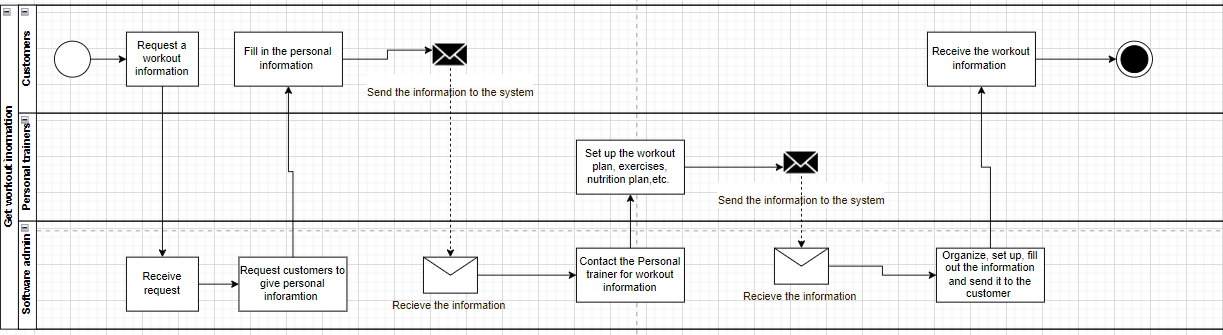 Get workout inormation
Customers
Request a
workout
information
Fill in the personal
information
Send the information to the system
Receive the workout
information
Personal trainers
Set up the workout
plan, exercises,
nutrition plan,etc.
Send the information to the system
Software admin
Receive
request
Request customers to
give personal
inforamtion
Recieve the information
Contact the Personal
trainer for workout
information
Recieve the information
Organize, set up, fill
out the information
and send it to the
customer